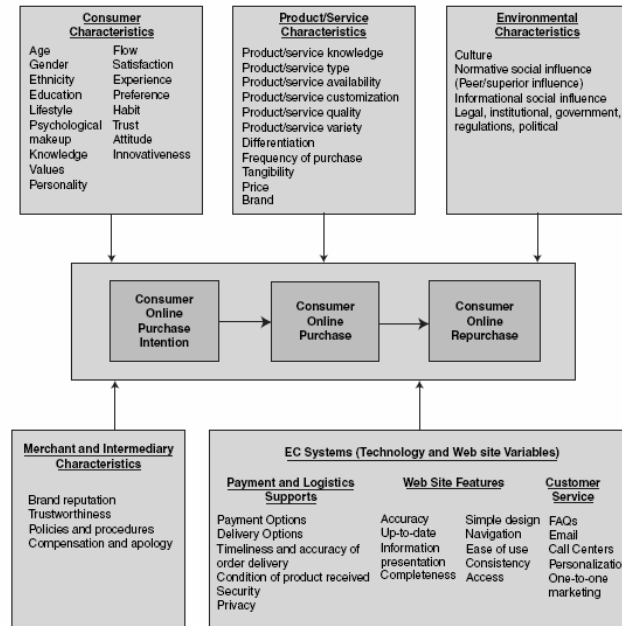 Consumer
Characteristics
Age
Gender
Ethnicity
Education
Lifestyle
Psychological
makeup
Knowledge
Values
Personality
Flow
Satisfaction
Experience
Preference
Habit
Trust
Attitude
Innovativeness
Product/Service
Characteristics
Product/service knowledge
Product/service type
Product/service availability
Product/service customization
Product/service quality
Product/service variety
Differentiation
Frequency of purchase
Tangibility
Price
Brand
Environmental
Characteristics
Culture
Normative social influence
(Peer/superior influence)
Informational social influence
Legal, institutional, government,
regulations, political
Consumer
Online
Purchase
Intention
Consumer
Online
Purchase
Consumer
Online
Repurchase
Merchant and Intermediary
Characteristics
Brand reputation
Trustworthiness
Policies and procedures
Compensation and apology
EC Systems (Technology and Web site Variables)
Payment and Logistics
Supports
Payment Options
Delivery Options
Timeliness and accuracy of
order delivery
Condition of product received
Security
Privacy
Web Site Features
Accuracy
Up-to-date
Information
presentation
Completeness
Simple design
Navigation
Ease of use
Consistency
Access
Customer
Service
FAQs
Email
Call Centers
Personalizatio
One-to-one
marketing